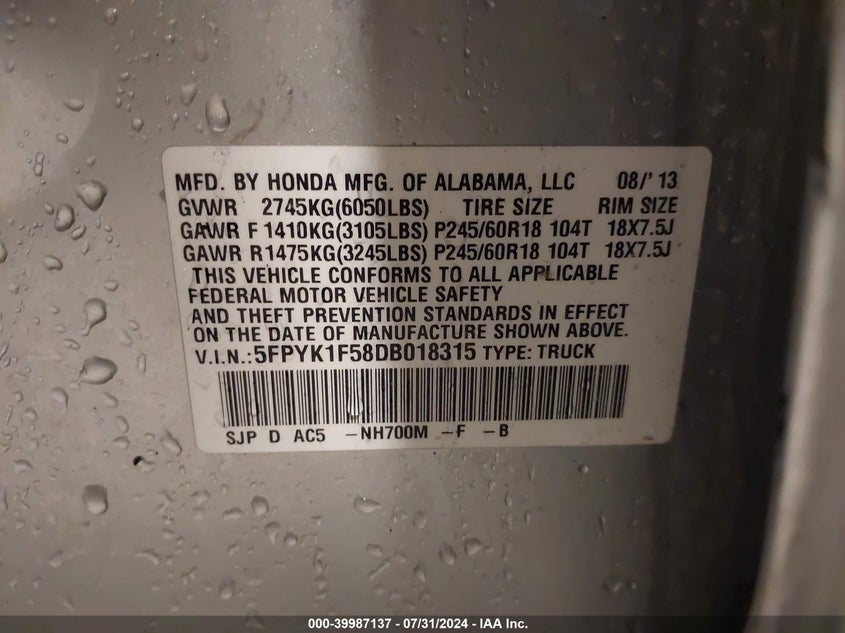 MFD. BY HONDA MFG. OF ALABAMA, LLC 08/'13
GVWR 2745KG(6050LBS) TIRE SIZE RIM SIZE
GAWR F 1410KG(3105LBS) P245/60R18 104T 18X7.5J
GAWR R1475KG(3245LBS) P245/60R18 104T 18X7.5J
THIS VEHICLE CONFORMS TO ALL APPLICABLE
FEDERAL MOTOR VEHICLE SAFETY
AND THEFT PREVENTION STANDARDS IN EFFECT
ON THE DATE OF MANUFACTURE SHOWN ABOVE.
V.I.N.:5FPYK1F58DB018315 TYPE: TRUCK
SJP D AC5 -NH700M -F -B
000-39987137 - 07/31/2024 - IAA Inc.